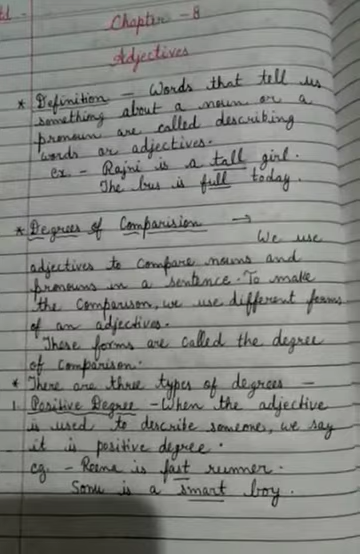 Chapter - 8
Adjectives
* Definition - Words that tell us
something about a noun or a
pronoun are called describing
words or adjectives.
ex - Rajni is a tall girl.
The bus is full today.
* Degrees of Comparision →
We use
adjectives to compare nouns and
pronouns in a sentence. To make
the comparison, we use different forms
of an adjectives.
These forms are called the degree
of comparison.
* There are three types of degrees -
1. Positive Degree - When the adjective
is used to describe someone, we say
it is positive degree.
eg. - Reena is fast runner.
Sonu is a smart boy.